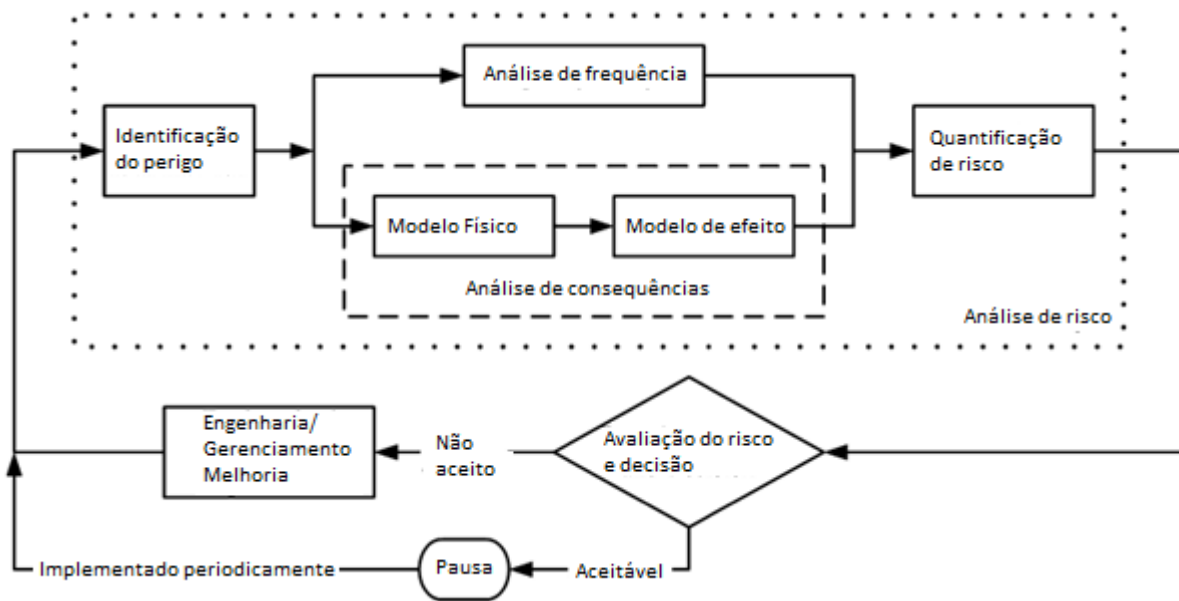 Análise de frequência
Identificação
do perigo
Quantificação
de risco
Modelo Físico
Modelo de efeito
Análise de consequências
Análise de risco
Engenharia/
Gerenciamento
Melhoria
Não
aceito
Avaliação do risco
e decisão
Implementado periodicamente
Pausa
Aceitável